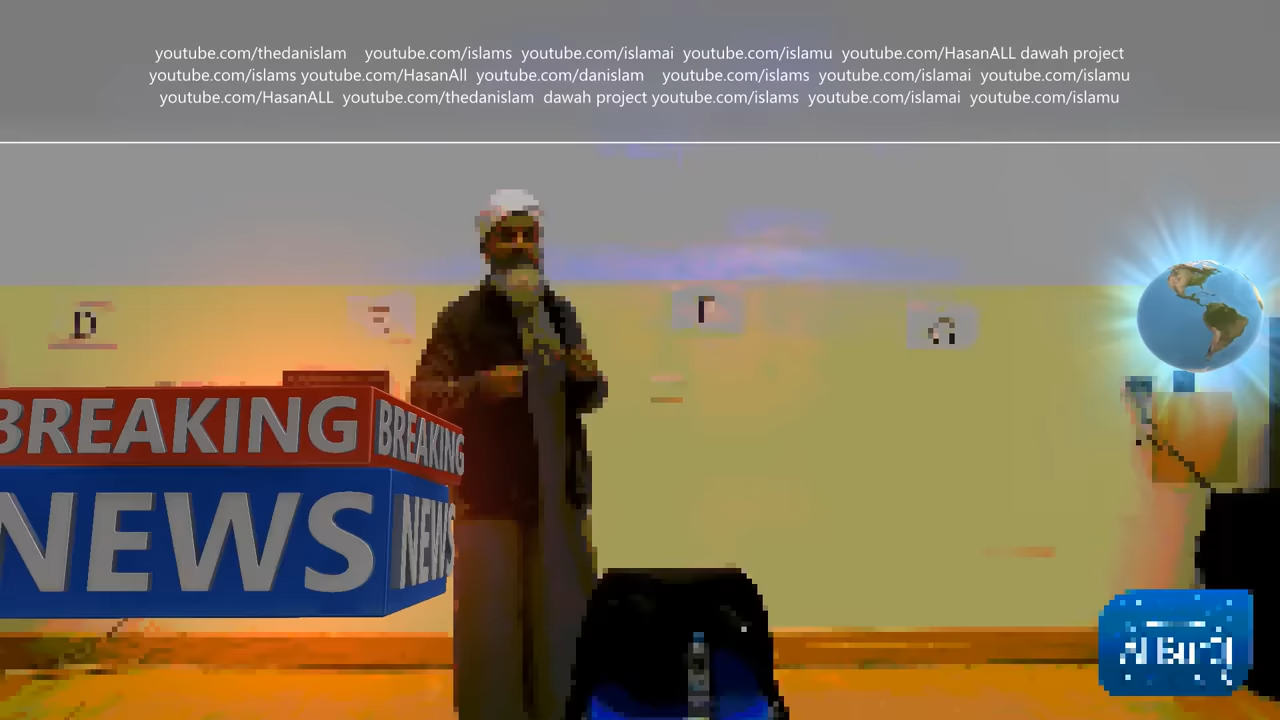 youtube.com/thedanislam youtube.com/islams youtube.com/islamai youtube.com/islamu youtube.com/HasanALL dawah project
youtube.com/islams youtube.com/HasanAll youtube.com/danislam youtube.com/islams youtube.com/islamai youtube.com/islamu
youtube.com/HasanALL youtube.com/thedanislam dawah project youtube.com/islams youtube.com/islamai youtube.com/islamu
BREAKING BREAKING
NEWS NEWS